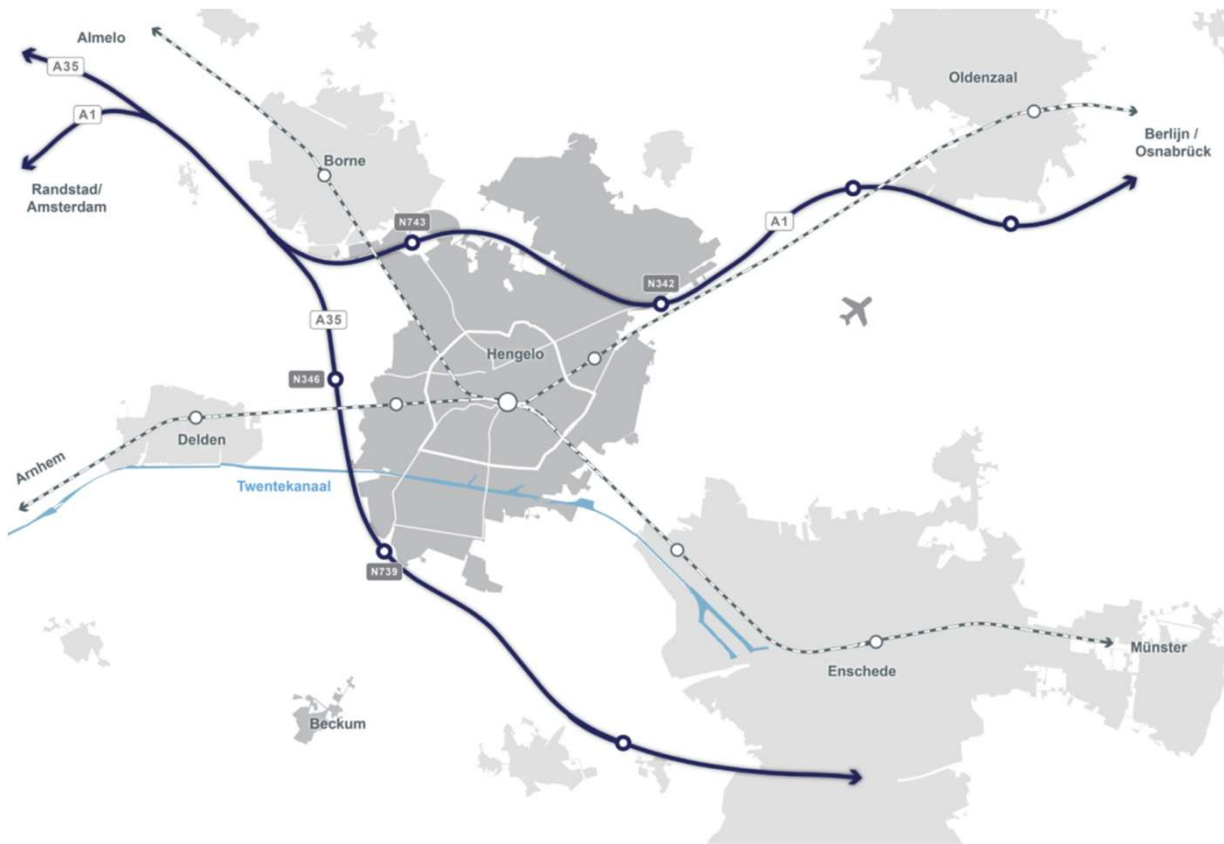 Almelo
A35
A1
Randstad/
Amsterdam
Borne
N743
Oldenzaal
Berlijn /
Osnabrück
A1
N342
A35
Hengelo
N346
Delden
Arnhem
Twentekanaal
N739
Münster
Enschede
Beckum